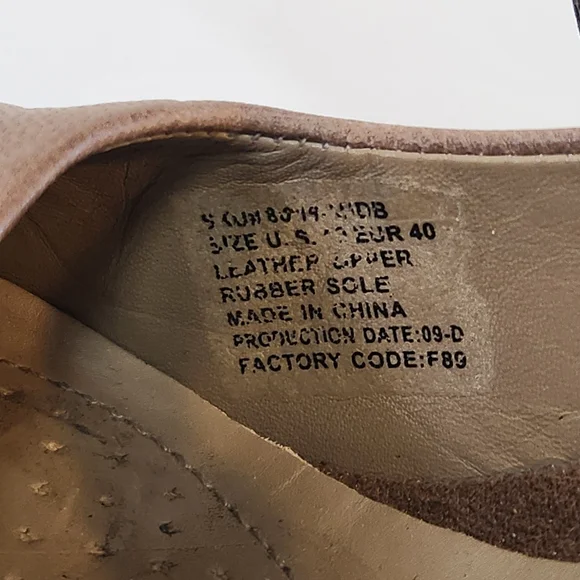 SIZE U.S. EUR 40
LEATHER UPPER
RUBBER SOLE
MADE IN CHINA
PRODUCTION DATE:09-D
FACTORY CODE:F89